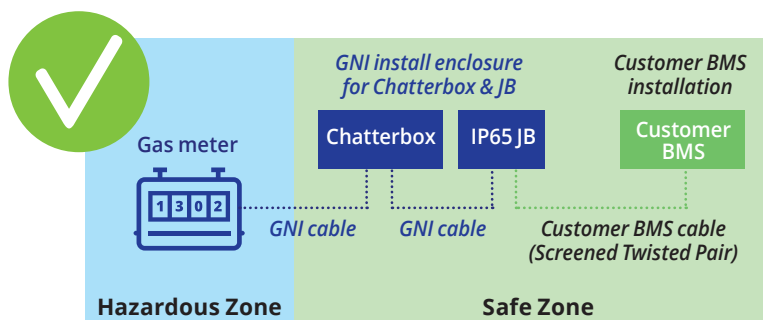 GNI install enclosure
for Chatterbox & JB
Customer BMS
installation
Gas meter
Chatterbox
IP65 JB
Customer
BMS
1302
GNI cable
GNI cable
Customer BMS cable
(Screened Twisted Pair)
Hazardous Zone
Safe Zone